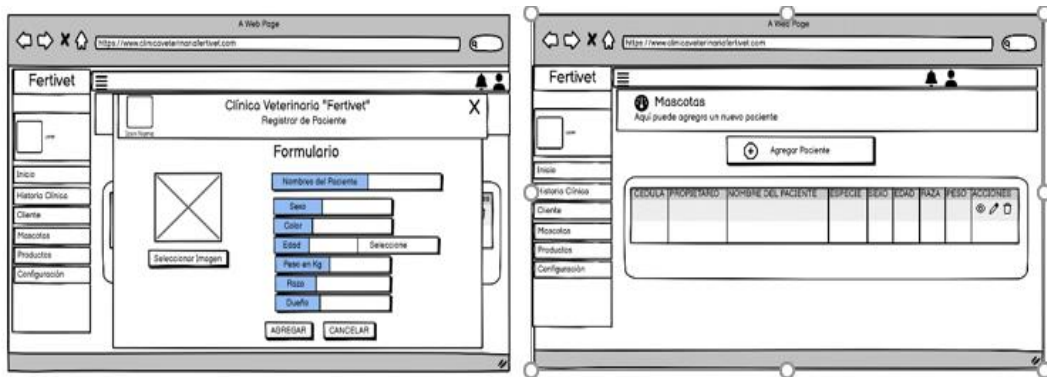 A Web Page
https://www.clinicaveterinariafertivet.com
Fertivet
Inicio
Historia Clínica
Cliente
Mascotas
Productos
Configuración
Clínica Veterinaria "Fertivet"
Registrar de Paciente
X
Icon Name
Formulario
Nombres del Paciente
Sexo
Color
Edad Seleccione
Peso en Kg
Raza
Dueño
Seleccionar Imagen
AGREGAR CANCELAR
A Web Page
https://www.clinicaveterinariafertivet.com
Fertivet
Inicio
Historia Clínica
Cliente
Mascotas
Productos
Configuración
Mascotas
Aquí puede agregra un nuevo paciente
Agregar Paciente
CEDULA PROPIETARIO NOMBRE DEL PACIENTE ESPECIE SEXO EDAD RAZA PESO ACCIONES